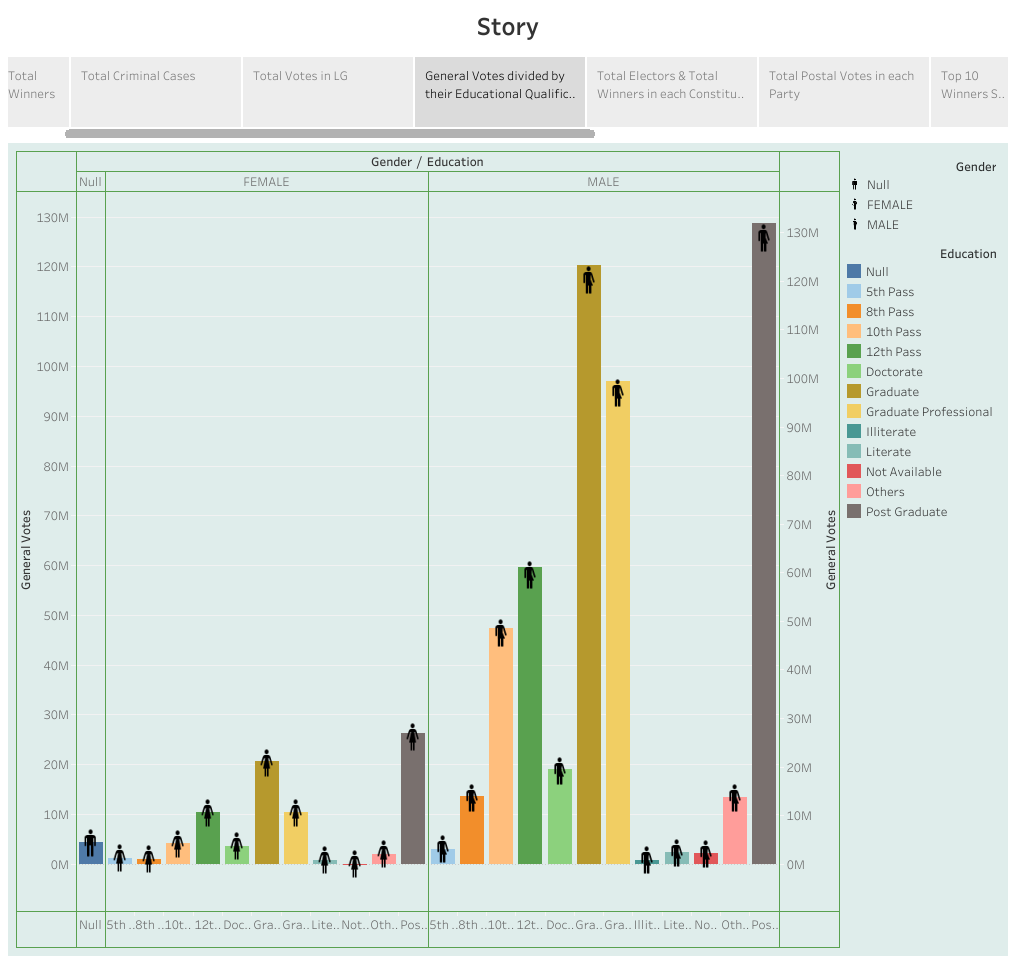 Story
Total
Winners
Total Criminal Cases
Total Votes in LG
General Votes divided by
their Educational Qualific..
Total Electors & Total
Winners in each Constitu..
Total Postal Votes in each
Party
Top 10
Winners S..
Gender / Education
Null
FEMALE
MALE
130M
120M
110M
100M
90M
80M
70M
60M
50M
40M
30M
20M
10M
0M
General Votes
130M
120M
110M
100M
90M
80M
70M
60M
50M
40M
30M
20M
10M
0M
General Votes
Null 5th .. 8th .. 10t.. 12t.. Doc.. Gra.. Gra.. Lite.. Not.. Oth.. Pos.. 5th .. 8th .. 10t.. 12t.. Doc.. Gra.. Gra.. Illit.. Lite.. No.. Oth.. Pos..
Gender
Null
FEMALE
MALE
Education
Null
5th Pass
8th Pass
10th Pass
12th Pass
Doctorate
Graduate
Graduate Professional
Illiterate
Literate
Not Available
Others
Post Graduate